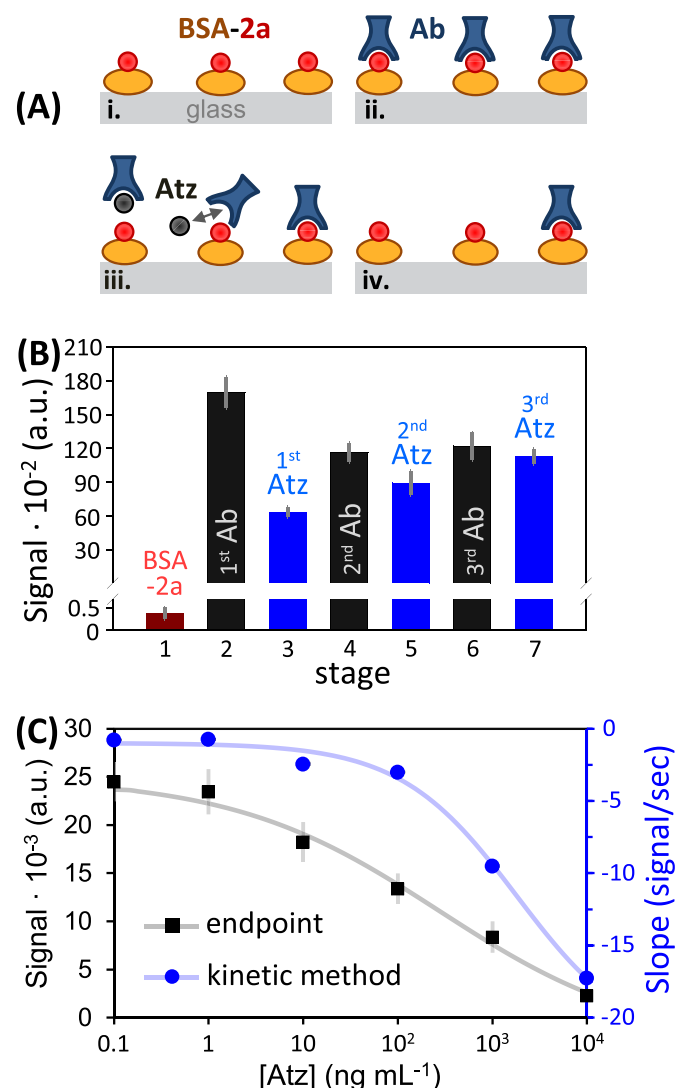 (A)
BSA-2a
Ab
i.
glass
ii.
Atz
iii.
iv.
(B)
Signal · 10⁻² (a.u.)
210
180
150
120
90
60
30
0.5
0
BSA
-2a
1ˢᵗ Ab
1ˢᵗ
Atz
2ⁿᵈ Ab
2ⁿᵈ
Atz
3ʳᵈ Ab
3ʳᵈ
Atz
1 2 3 4 5 6 7
stage
(C)
Signal · 10⁻³ (a.u.)
30
25
20
15
10
5
0
endpoint
kinetic method
0
-5
-10
-15
-20
Slope (signal/sec)
0.1 1 10 10² 10³ 10⁴
[Atz] (ng mL⁻¹)